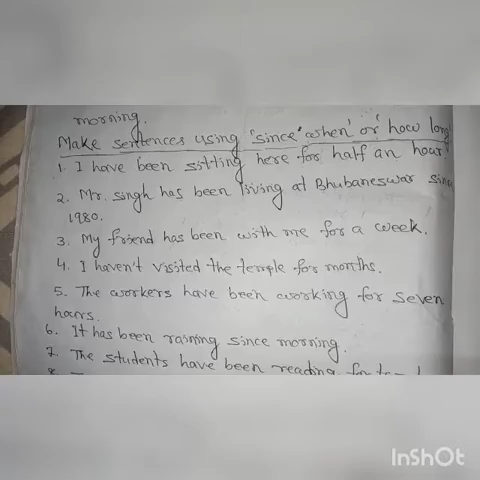 morning.
Make sentences using 'since' 'when' or 'how long'
1. I have been sitting here for half an hour
2. Mr. Singh has been living at Bhubaneswar since
1980.
3. My friend has been with me for a week.
4. I haven't visited the temple for months.
5. The workers have been working for seven
hours.
6. It has been raining since morning.
7. The students have been reading for
8.
InShOt